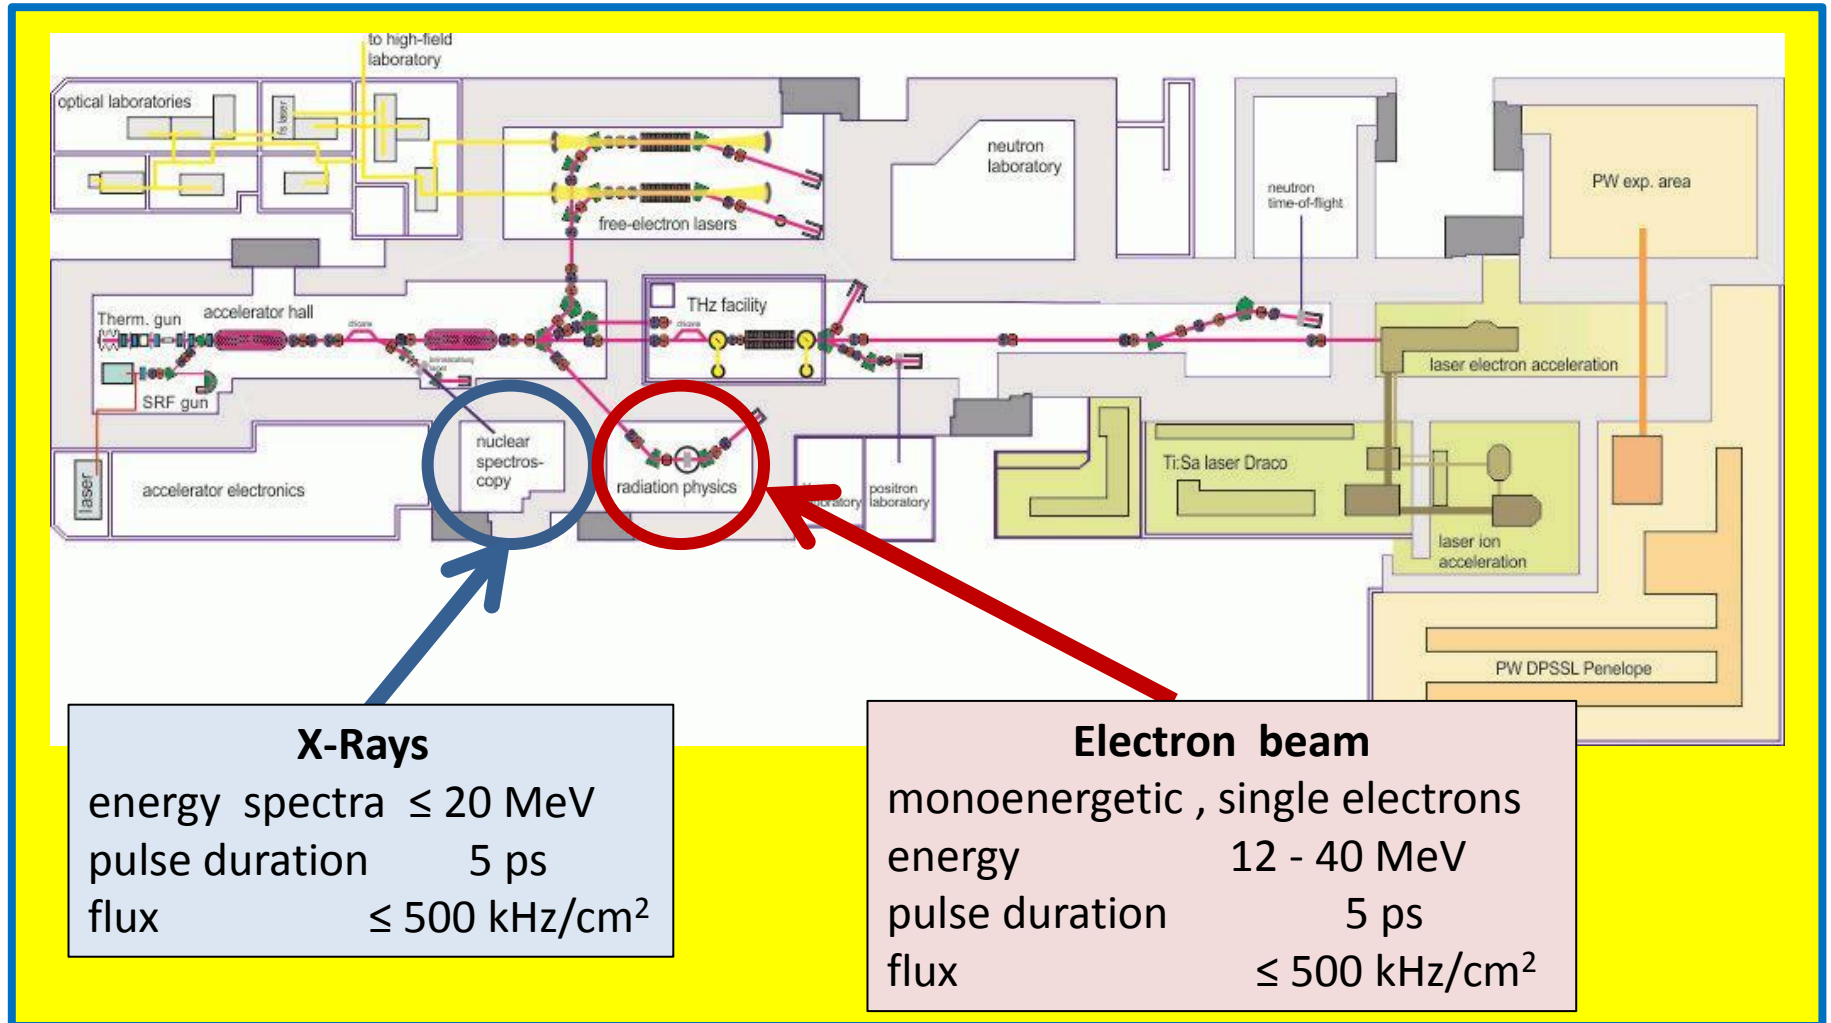 to high-field
laboratory
optical laboratories
fs laser
neutron
laboratory
neutron
time-of-flight
PW exp. area
free-electron lasers
Therm. gun
accelerator hall
THz facility
chicane
chicane
laser electron acceleration
SRF gun
nuclear
spectros-
copy
radiation physics
positron
laboratory
Ti:Sa laser Draco
laser
accelerator electronics
laser ion
acceleration
PW DPSSL Penelope
X-Rays
energy spectra ≤ 20 MeV
pulse duration 5 ps
flux ≤ 500 kHz/cm²
Electron beam
monoenergetic , single electrons
energy 12 - 40 MeV
pulse duration 5 ps
flux ≤ 500 kHz/cm²